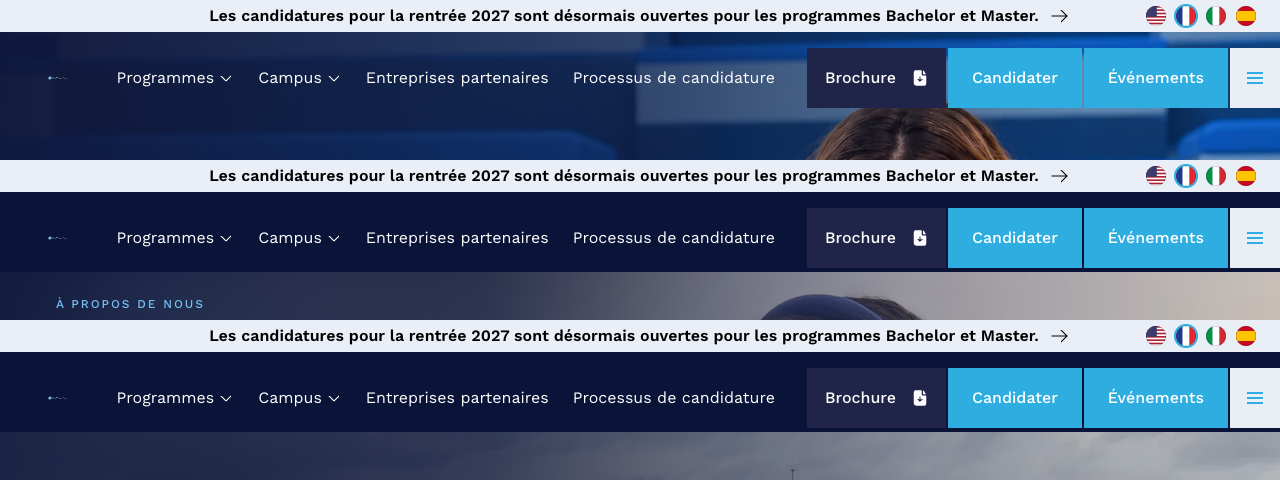 Les candidatures pour la rentrée 2027 sont désormais ouvertes pour les programmes Bachelor et Master.
Programmes Campus Entreprises partenaires Processus de candidature Brochure Candidater Événements
Les candidatures pour la rentrée 2027 sont désormais ouvertes pour les programmes Bachelor et Master.
Programmes Campus Entreprises partenaires Processus de candidature Brochure Candidater Événements
À PROPOS DE NOUS
Les candidatures pour la rentrée 2027 sont désormais ouvertes pour les programmes Bachelor et Master.
Programmes Campus Entreprises partenaires Processus de candidature Brochure Candidater Événements